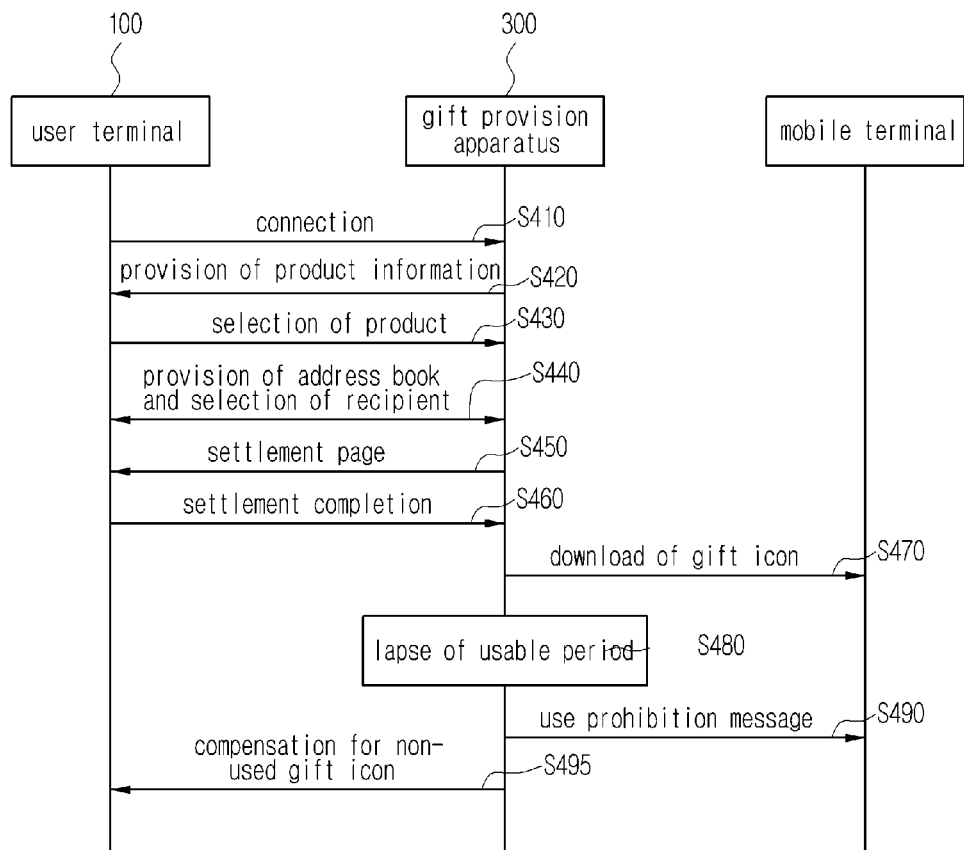 100
300
user terminal
gift provision
apparatus
mobile terminal
connection
S410
provision of product information
S420
selection of product
S430
provision of address book
and selection of recipient
S440
settlement page
S450
settlement completion
S460
download of gift icon
S470
lapse of usable period
S480
use prohibition message
S490
compensation for non-
used gift icon
S495